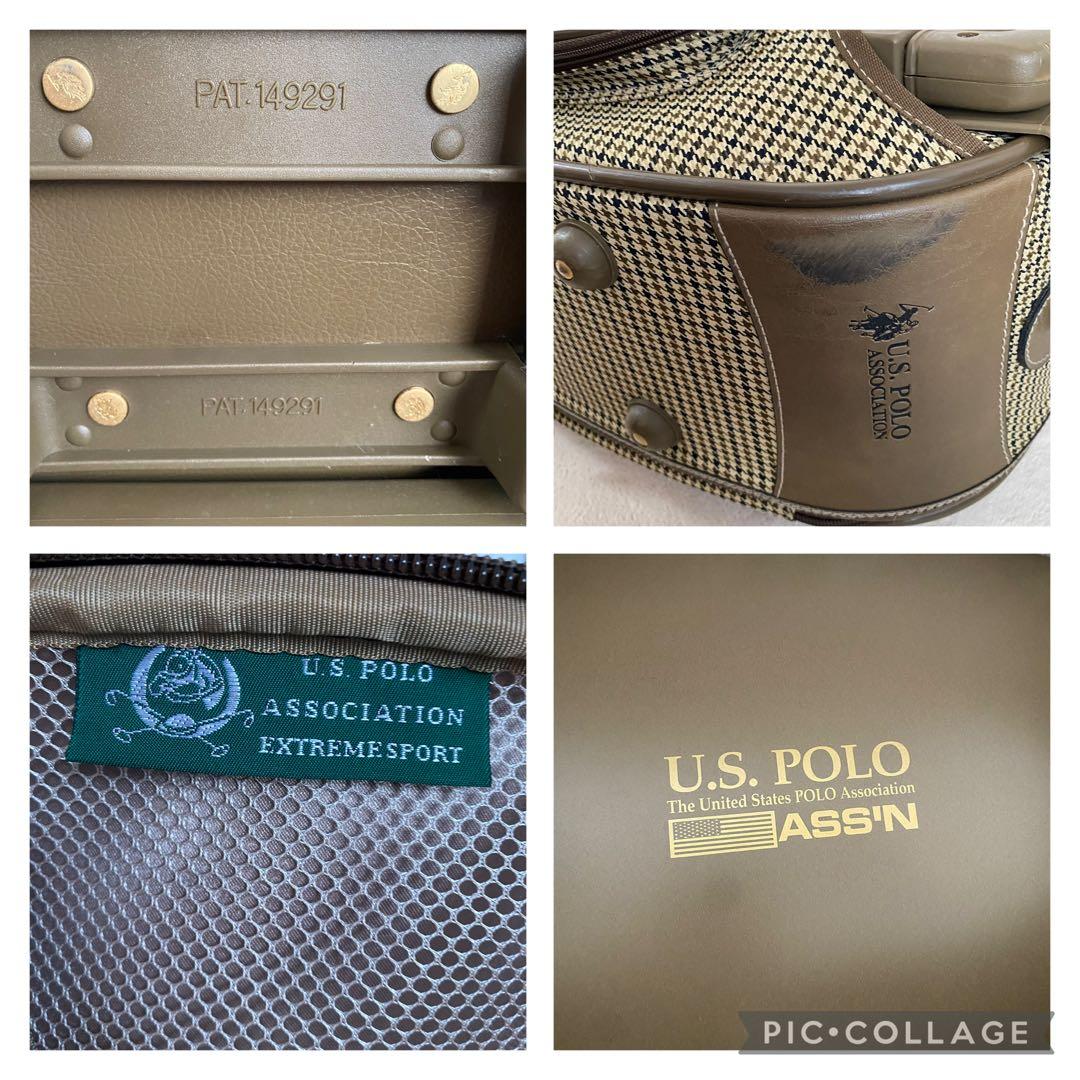 PAT.149291
PAT.149291
U.S. POLO
ASSOCIATION
U.S. POLO
ASSOCIATION
EXTREMESPORT
U.S. POLO
The United States POLO Association
ASS'N
PIC•COLLAGE